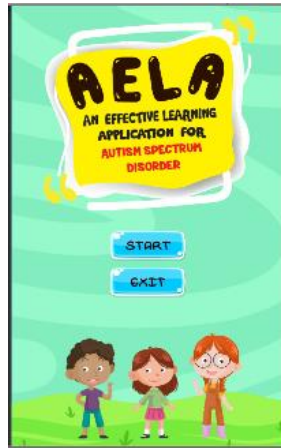 AELA
AN EFFECTIVE LEARNING
APPLICATION FOR
AUTISM SPECTRUM
DISORDER
START
EXIT